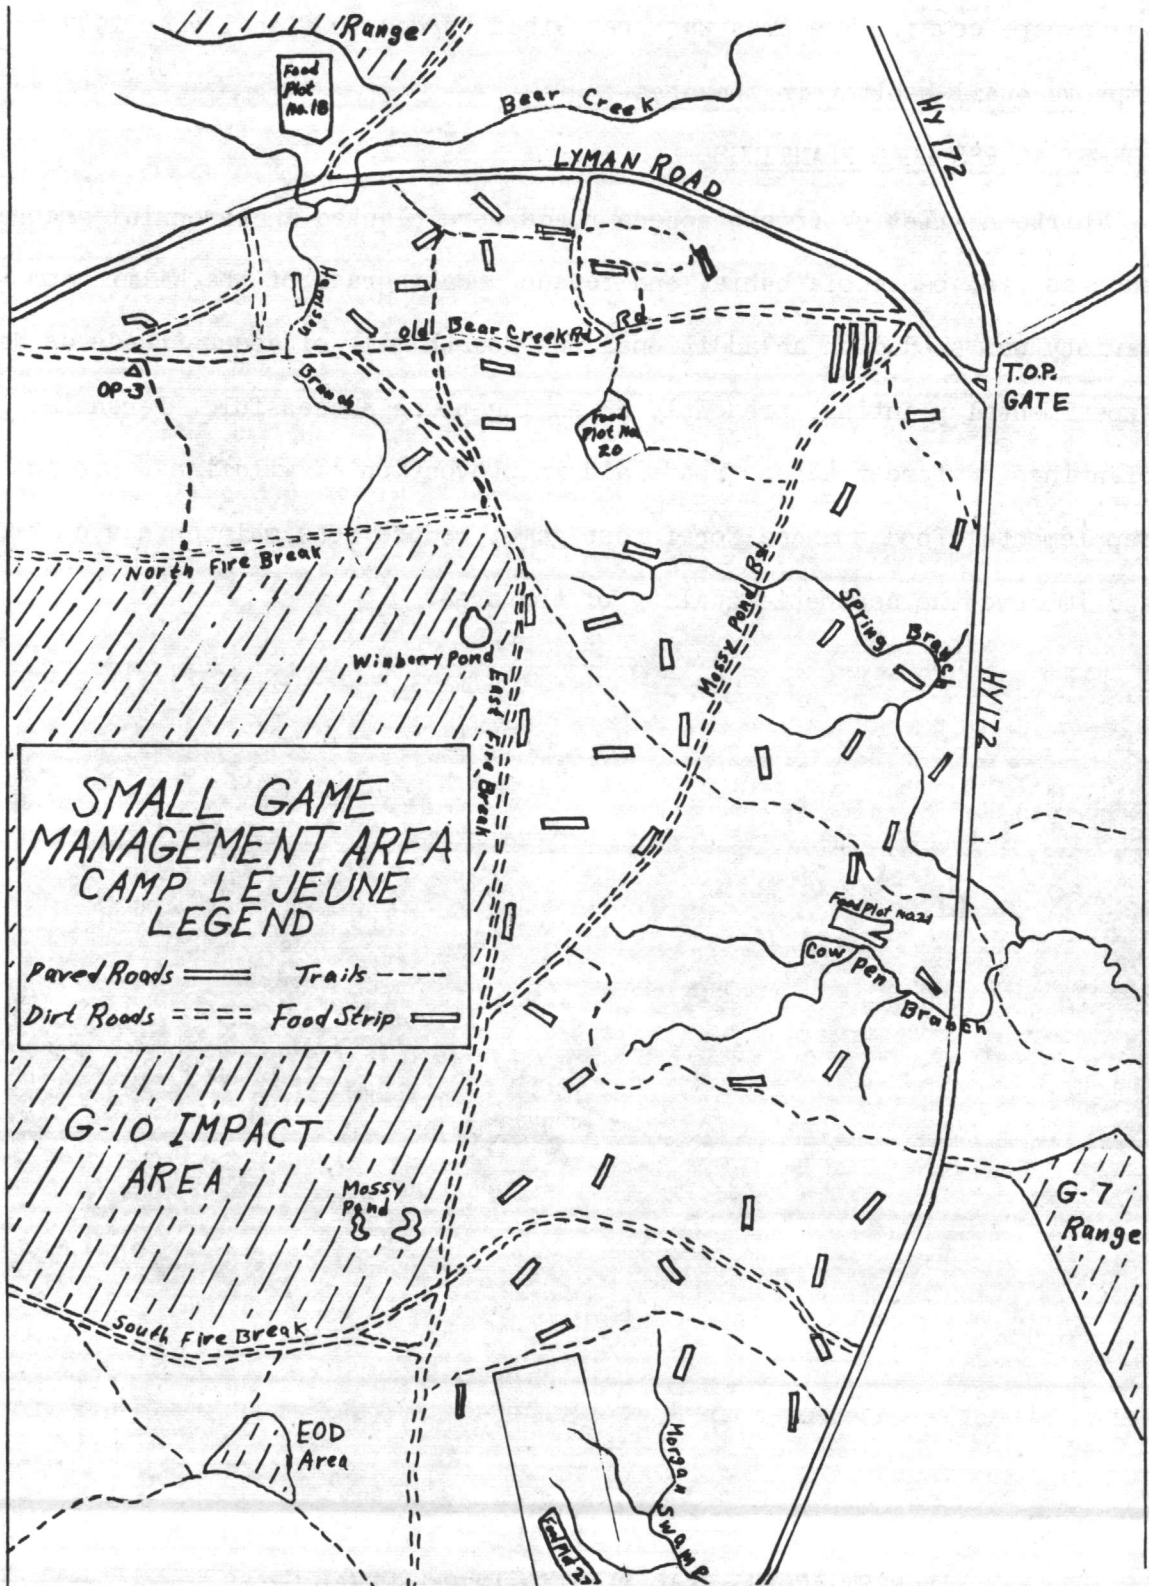 Range
Food
Plot
No. 18
Bear Creek
HY 172
LYMAN ROAD
Harrison
Old Bear Creek Rd
Rd
T.O.P.
GATE
OP-3
Food
Plot No.
20
North Fire Break
Mossy Pond Rd.
Spring Branch
Winberry Pond
East Fire Break
HY 172
SMALL GAME
MANAGEMENT AREA
CAMP LEJEUNE
LEGEND
Paved Roads
Trails
Dirt Roads
Food Strip
Food Plot No. 21
Cow Pen
Branch
G-10 IMPACT
AREA
Mossy
Pond
G-7
Range
South Fire Break
EOD
Area
Morgan Swamp